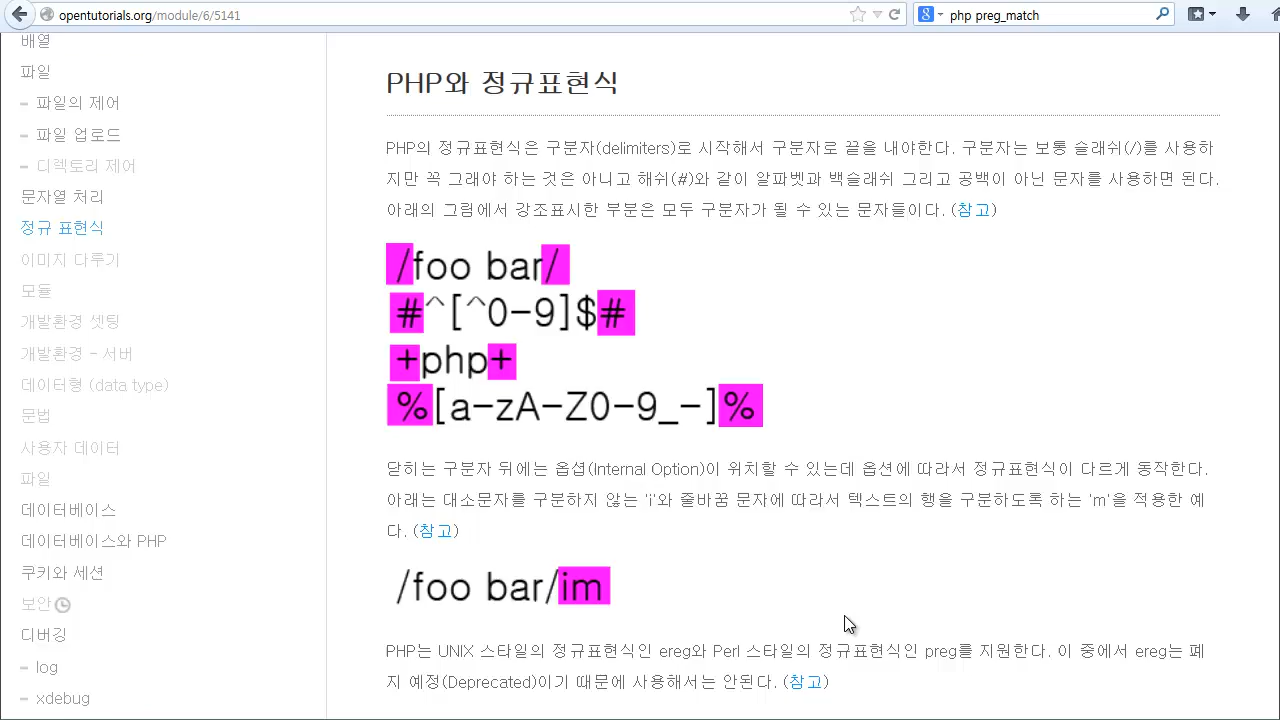 opentutorials.org/module/6/5141
php preg_match
배열
파일
- 파일의 제어
- 파일 업로드
- 디렉토리 제어
문자열 처리
정규 표현식
이미지 다루기
모듈
개발환경 셋팅
개발환경 - 서버
데이터형 (data type)
문법
사용자 데이터
파일
데이터베이스
데이터베이스와 PHP
쿠키와 세션
보안
디버깅
- log
- xdebug
PHP와 정규표현식
PHP의 정규표현식은 구분자(delimiters)로 시작해서 구분자로 끝을 내야한다. 구분자는 보통 슬래쉬(/)를 사용하
지만 꼭 그래야 하는 것은 아니고 해쉬(#)와 같이 알파벳과 백슬래쉬 그리고 공백이 아닌 문자를 사용하면 된다.
아래의 그림에서 강조표시한 부분은 모두 구분자가 될 수 있는 문자들이다. (참고)
/foo bar/
#^[^0-9]$#
+php+
%[a-zA-Z0-9_-]%
닫히는 구분자 뒤에는 옵셥(Internal Option)이 위치할 수 있는데 옵션에 따라서 정규표현식이 다르게 동작한다.
아래는 대소문자를 구분하지 않는 'i'와 줄바꿈 문자에 따라서 텍스트의 행을 구분하도록 하는 'm'을 적용한 예
다. (참고)
/foo bar/im
PHP는 UNIX 스타일의 정규표현식인 ereg와 Perl 스타일의 정규표현식인 preg를 지원한다. 이 중에서 ereg는 폐
지 예정(Deprecated)이기 때문에 사용해서는 안된다. (참고)